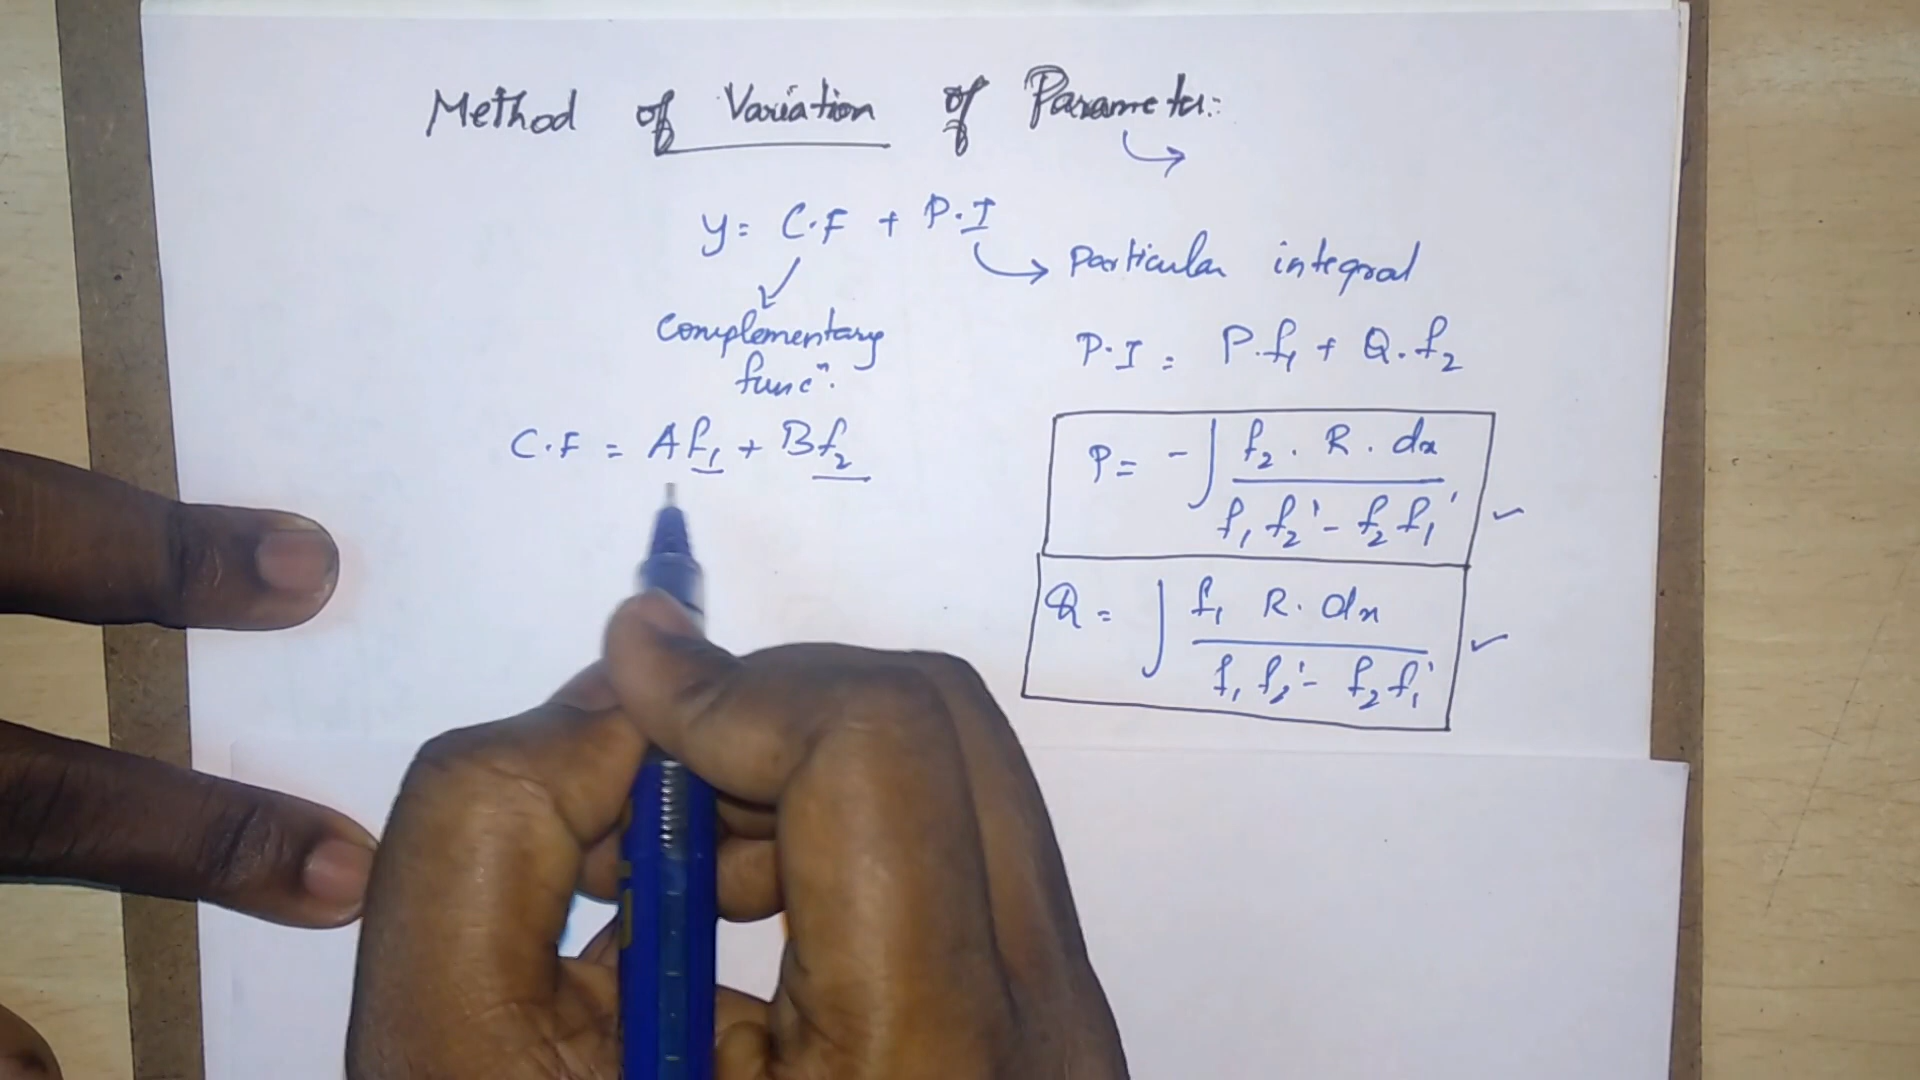 Method of Variation of Parameter:
y = C.F + P.I
Particular integral
Complementary
funcⁿ.
P.I = P.f₁ + Q.f₂
C.F = Af₁ + Bf₂
P = - ∫ f₂ . R . dx
f₁ f₂' - f₂ f₁'
Q = ∫ f₁ R. dx
f₁ f₂' - f₂ f₁'